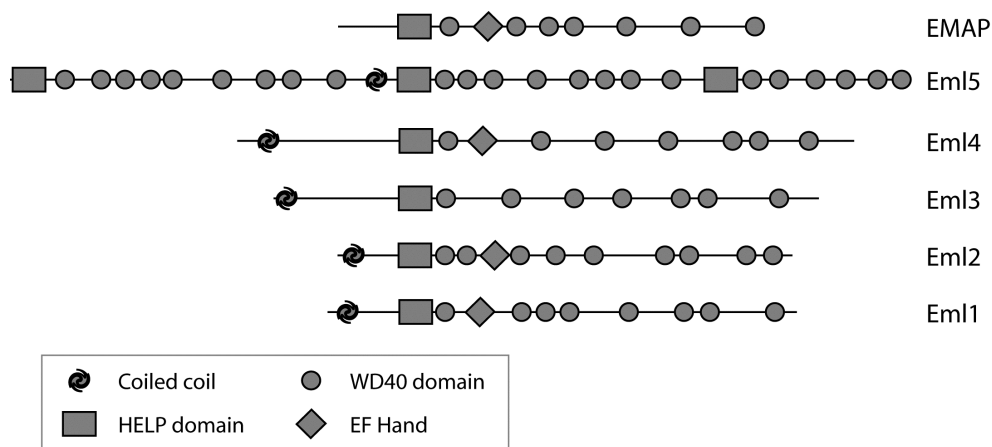 EMAP
Eml5
Eml4
Eml3
Eml2
Eml1
Coiled coil
WD40 domain
HELP domain
EF Hand